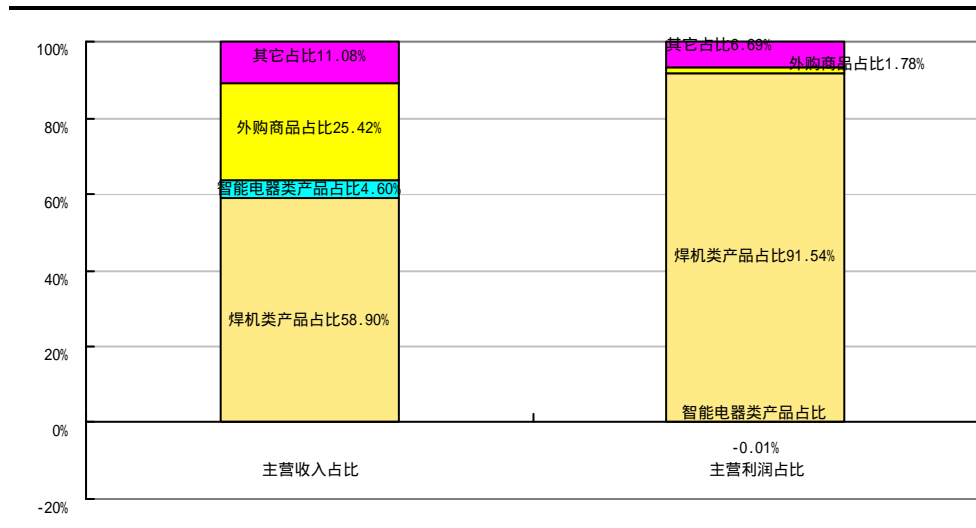 100%
80%
60%
40%
20%
0%
-20%
其它占比11.08%
外购商品占比25.42%
智能电器类产品占比4.60%
焊机类产品占比58.90%
主营收入占比
其它占比6.69%
外购商品占比1.78%
焊机类产品占比91.54%
智能电器类产品占比
-0.01%
主营利润占比